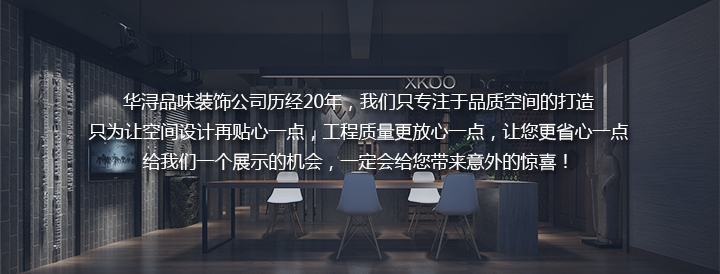 XKOO
华浔品味装饰公司历经20年，我们只专注于品质空间的打造
只为让空间设计再贴心一点，工程质量更放心一点，让您更省心一点
给我们一个展示的机会，一定会给您带来意外的惊喜！